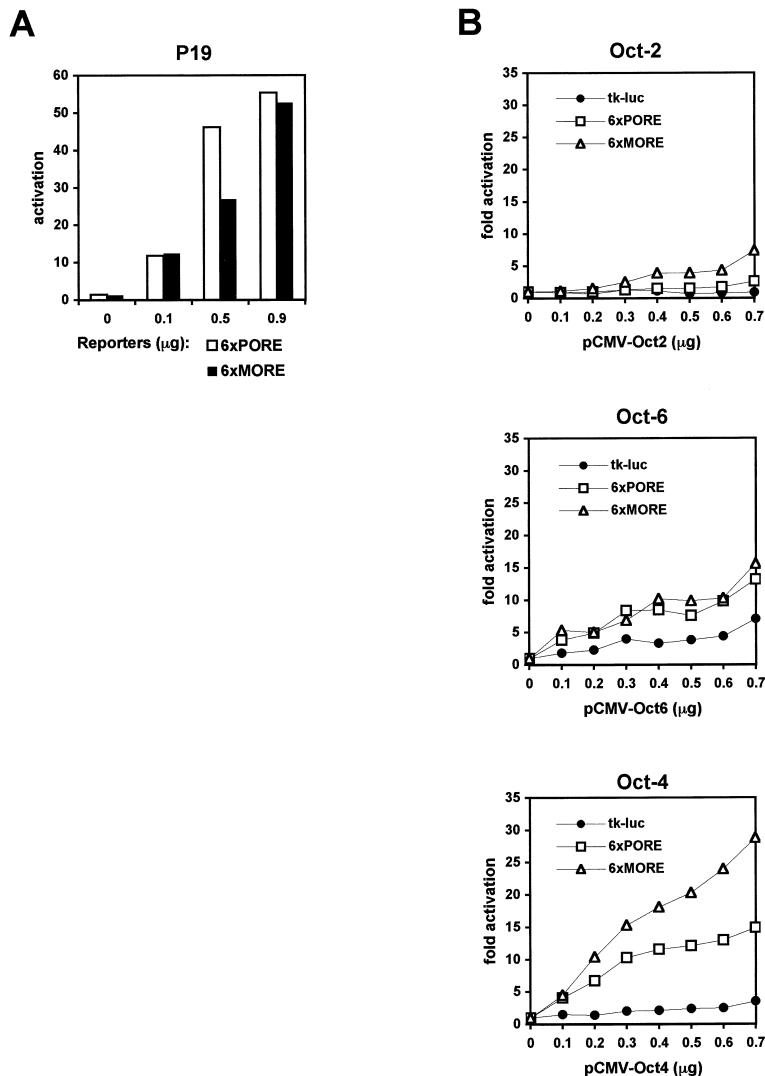 A
P19
60
50
40
30
20
10
0
activation
0 0.1 0.5 0.9
Reporters (µg):
6xPORE
6xMORE
B
Oct-2
35
30
25
20
15
10
5
0
fold activation
tk-luc
6xPORE
6xMORE
0 0.1 0.2 0.3 0.4 0.5 0.6 0.7
pCMV-Oct2 (µg)
Oct-6
35
30
25
20
15
10
5
0
fold activation
tk-luc
6xPORE
6xMORE
0 0.1 0.2 0.3 0.4 0.5 0.6 0.7
pCMV-Oct6 (µg)
Oct-4
35
30
25
20
15
10
5
0
fold activation
tk-luc
6xPORE
6xMORE
0 0.1 0.2 0.3 0.4 0.5 0.6 0.7
pCMV-Oct4 (µg)